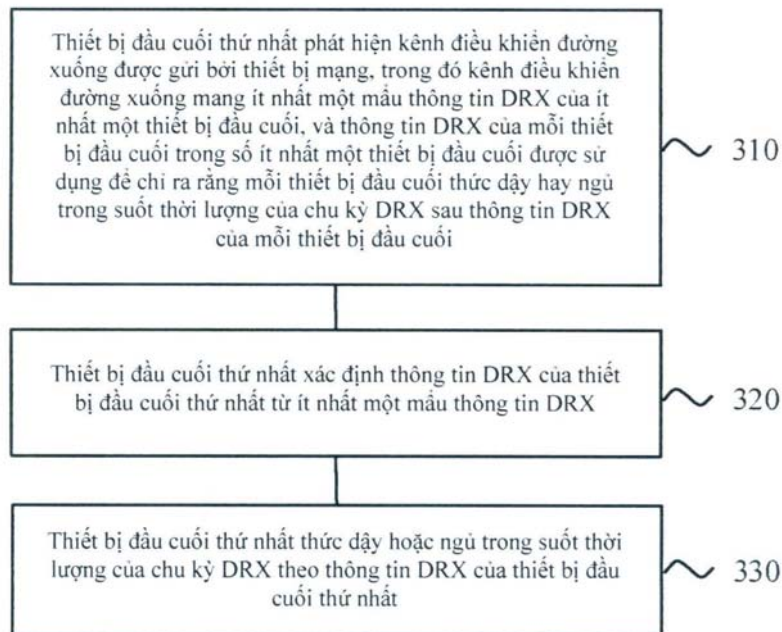 Thiết bị đầu cuối thứ nhất phát hiện kênh điều khiển đường
xuống được gửi bởi thiết bị mạng, trong đó kênh điều khiển
đường xuống mang ít nhất một mẩu thông tin DRX của ít
nhất một thiết bị đầu cuối, và thông tin DRX của mỗi thiết
bị đầu cuối trong số ít nhất một thiết bị đầu cuối được sử
dụng để chỉ ra rằng mỗi thiết bị đầu cuối thức dậy hay ngủ
trong suốt thời lượng của chu kỳ DRX sau thông tin DRX
của mỗi thiết bị đầu cuối
310
Thiết bị đầu cuối thứ nhất xác định thông tin DRX của thiết
bị đầu cuối thứ nhất từ ít nhất một mẩu thông tin DRX
320
Thiết bị đầu cuối thứ nhất thức dậy hoặc ngủ trong suốt thời
lượng của chu kỳ DRX theo thông tin DRX của thiết bị đầu
cuối thứ nhất
330